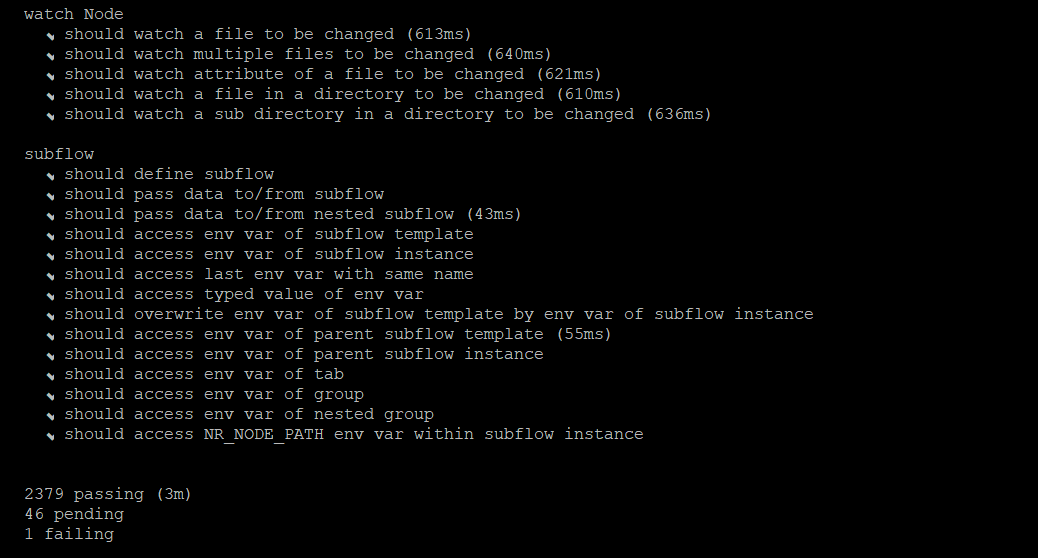 watch Node
✔ should watch a file to be changed (613ms)
✔ should watch multiple files to be changed (640ms)
✔ should watch attribute of a file to be changed (621ms)
✔ should watch a file in a directory to be changed (610ms)
✔ should watch a sub directory in a directory to be changed (636ms)
subflow
✔ should define subflow
✔ should pass data to/from subflow
✔ should pass data to/from nested subflow (43ms)
✔ should access env var of subflow template
✔ should access env var of subflow instance
✔ should access last env var with same name
✔ should access typed value of env var
✔ should overwrite env var of subflow template by env var of subflow instance
✔ should access env var of parent subflow template (55ms)
✔ should access env var of parent subflow instance
✔ should access env var of tab
✔ should access env var of group
✔ should access env var of nested group
✔ should access NR_NODE_PATH env var within subflow instance
2379 passing (3m)
46 pending
1 failing